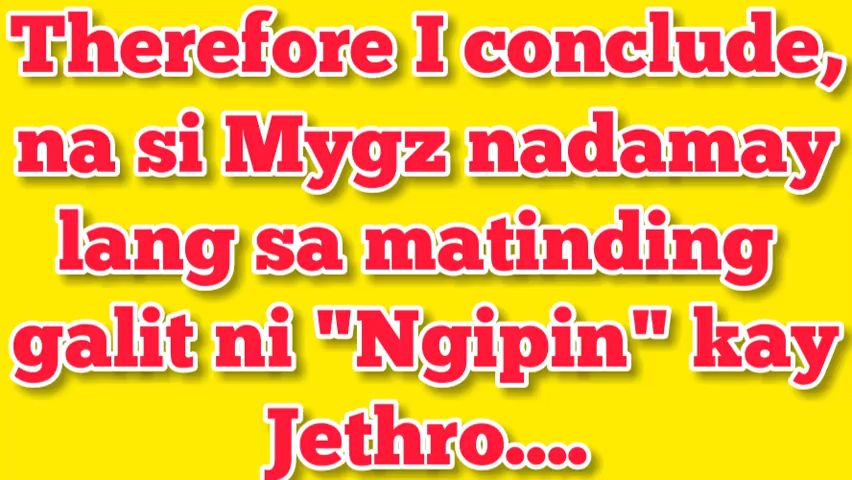 Therefore I conclude,
na si Mygz nadamay
lang sa matinding
galit ni "Ngipin" kay
Jethro....